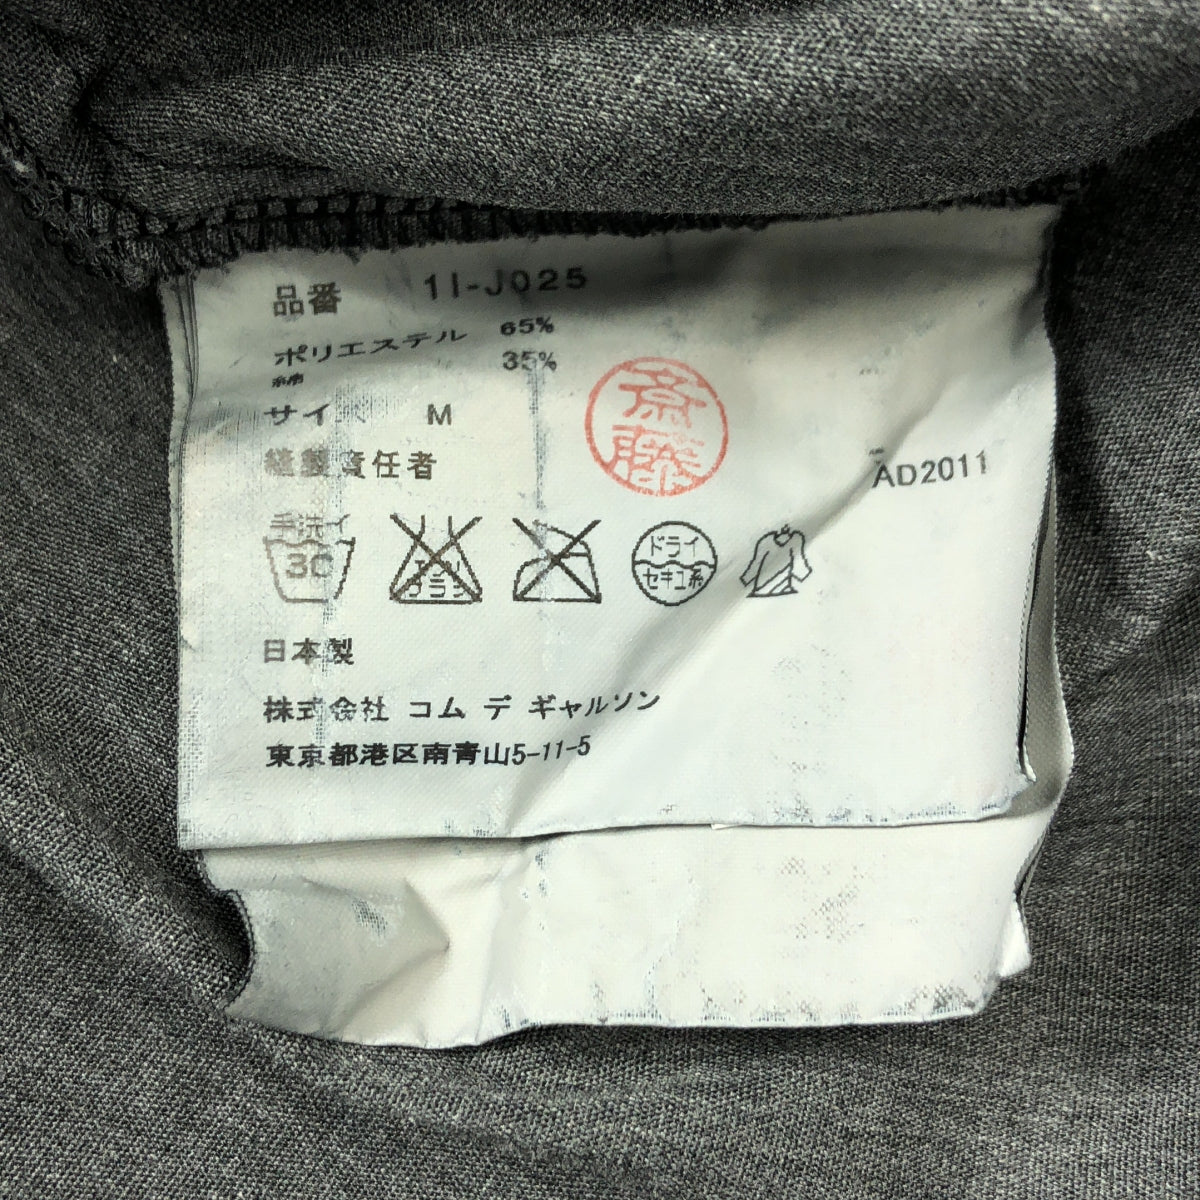 品番 1I-J025
ポリエステル 65%
綿 35%
サイ M
縫製責任者
斎藤
AD2011
手洗イ
30
ドライ
セキユ系
日本製
株式会社 コム デ ギャルソン
東京都港区南青山5-11-5